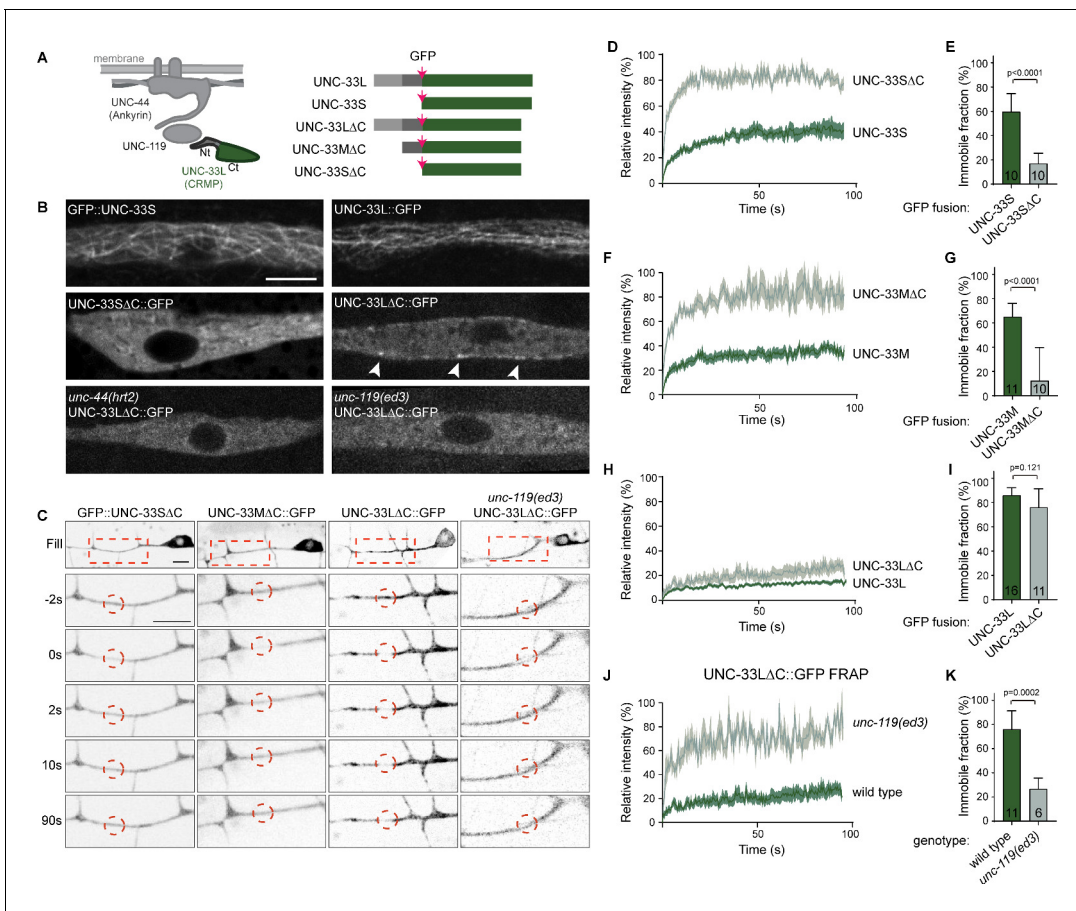 A
membrane
UNC-44
(Ankyrin)
UNC-119
Nt
Ct
UNC-33L
(CRMP)
GFP
UNC-33L
UNC-33S
UNC-33LΔC
UNC-33MΔC
UNC-33SΔC
B
GFP::UNC-33S
UNC-33L::GFP
UNC-33SΔC::GFP
UNC-33LΔC::GFP
unc-44(hrt2)
UNC-33LΔC::GFP
unc-119(ed3)
UNC-33LΔC::GFP
C
GFP::UNC-33SΔC
UNC-33MΔC::GFP
UNC-33LΔC::GFP
unc-119(ed3)
UNC-33LΔC::GFP
Fill
-2s
0s
2s
10s
90s
D
Relative intensity (%)
100
80
60
40
20
0
50
100
Time (s)
UNC-33SΔC
UNC-33S
E
Immobile fraction (%)
100
80
60
40
20
0
p<0.0001
10
10
GFP fusion:
UNC-33S
UNC-33SΔC
F
Relative intensity (%)
100
80
60
40
20
0
50
100
Time (s)
UNC-33MΔC
UNC-33M
G
Immobile fraction (%)
100
80
60
40
20
0
p<0.0001
11
10
GFP fusion:
UNC-33M
UNC-33MΔC
H
Relative intensity (%)
100
80
60
40
20
0
50
100
Time (s)
UNC-33LΔC
UNC-33L
I
Immobile fraction (%)
100
80
60
40
20
0
p=0.121
16
11
GFP fusion:
UNC-33L
UNC-33LΔC
J
UNC-33LΔC::GFP FRAP
Relative intensity (%)
100
80
60
40
20
0
50
100
Time (s)
unc-119(ed3)
wild type
K
Immobile fraction (%)
100
80
60
40
20
0
p=0.0002
11
6
genotype:
wild type
unc-119(ed3)